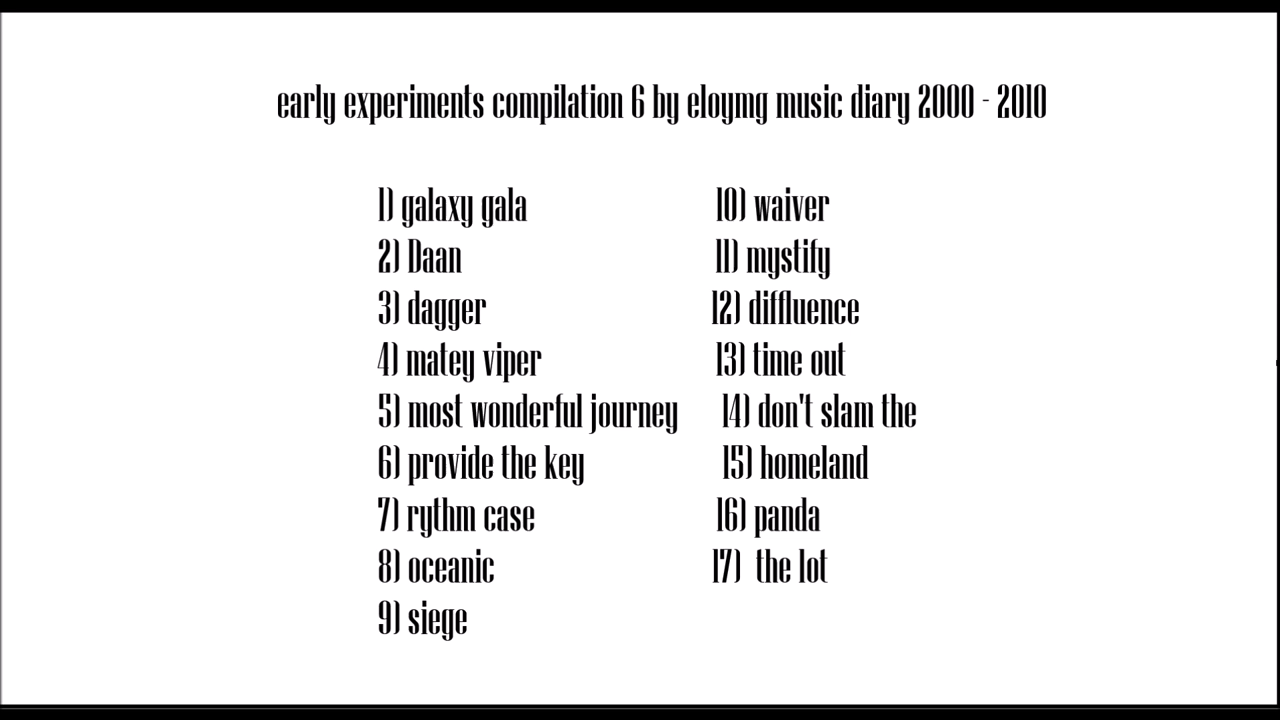 early experiments compilation 6 by eloymg music diary 2000 - 2010
1) galaxy gala
2) Daan
3) dagger
4) matey viper
5) most wonderful journey
6) provide the key
7) rythm case
8) oceanic
9) siege
10) waiver
11) mystify
12) diffluence
13) time out
14) don't slam the
15) homeland
16) panda
17) the lot